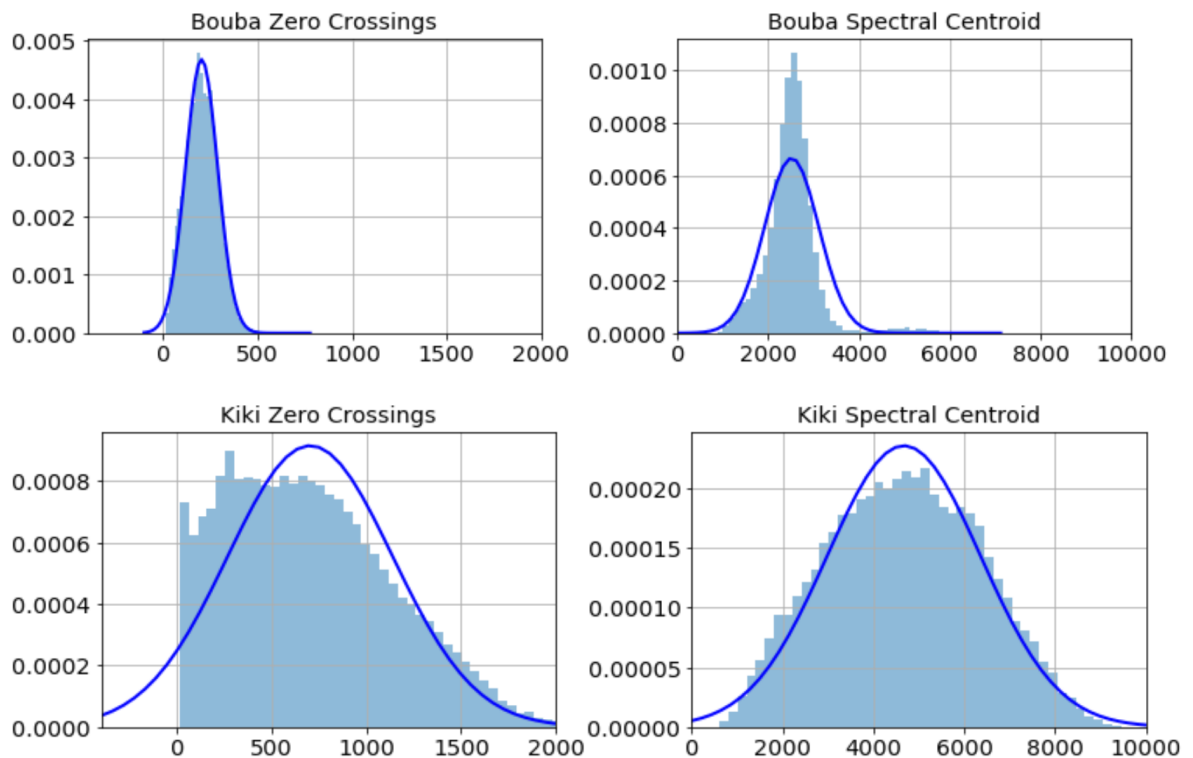 Bouba Zero Crossings
0.005
0.004
0.003
0.002
0.001
0.000
0 500 1000 1500 2000
Bouba Spectral Centroid
0.0010
0.0008
0.0006
0.0004
0.0002
0.0000
0 2000 4000 6000 8000 10000
Kiki Zero Crossings
0.0008
0.0006
0.0004
0.0002
0.0000
0 500 1000 1500 2000
Kiki Spectral Centroid
0.00020
0.00015
0.00010
0.00005
0.00000
0 2000 4000 6000 8000 10000